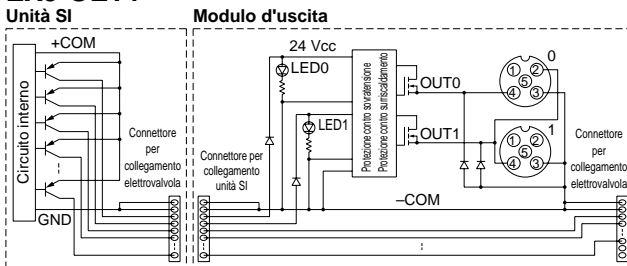 Unità SI
Modulo d'uscita
+COM
Circuito interno
GND
Connettore
per
collegamento
elettrovalvola
24 Vcc
LED0
LED1
Connettore per
collegamento
unità SI
Protezione contro sovratensione
Protezione contro surriscaldamento
OUT0
OUT1
–COM
0
1 2 5 4 3
1
1 2 5 4 3
Connettore
per
collegamento
elettrovalvola